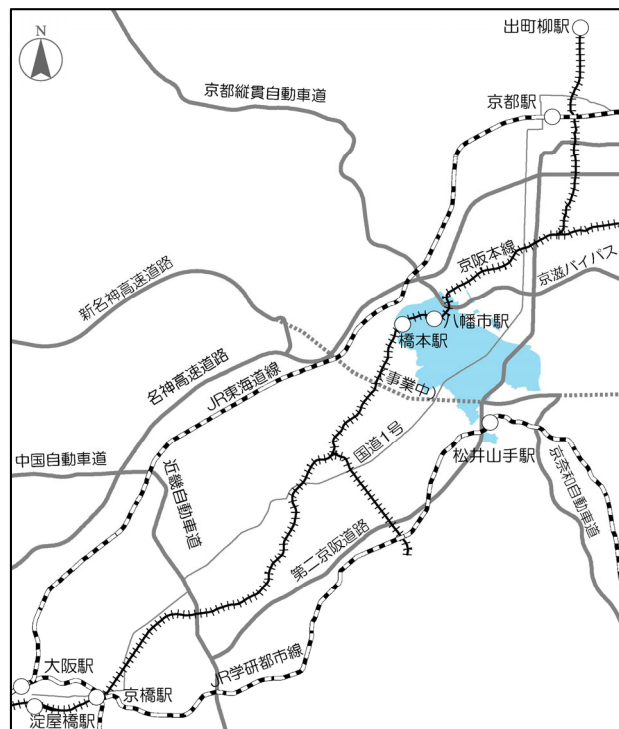 N
出町柳駅
京都縦貫自動車道
京都駅
京阪本線
京滋バイパス
新名神高速道路
八幡市駅
橋本駅
名神高速道路
JR東海道線
(事業中)
国道1号
松井山手駅
中国自動車道
近畿自動車道
京奈和自動車道
第二京阪道路
大阪駅
JR学研都市線
京橋駅
淀屋橋駅